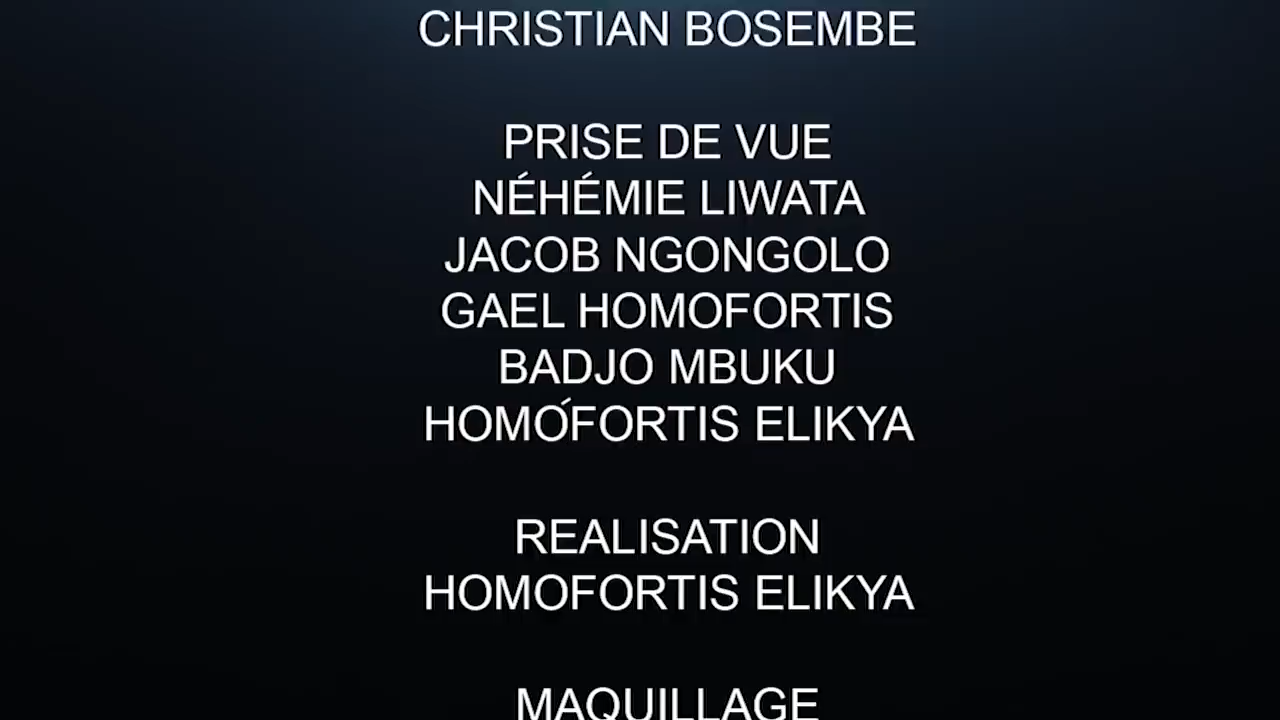 CHRISTIAN BOSEMBE
PRISE DE VUE
NÉHÉMIE LIWATA
JACOB NGONGOLO
GAEL HOMOFORTIS
BADJO MBUKU
HOMÓFORTIS ELIKYA
REALISATION
HOMOFORTIS ELIKYA
MAQUILLAGE